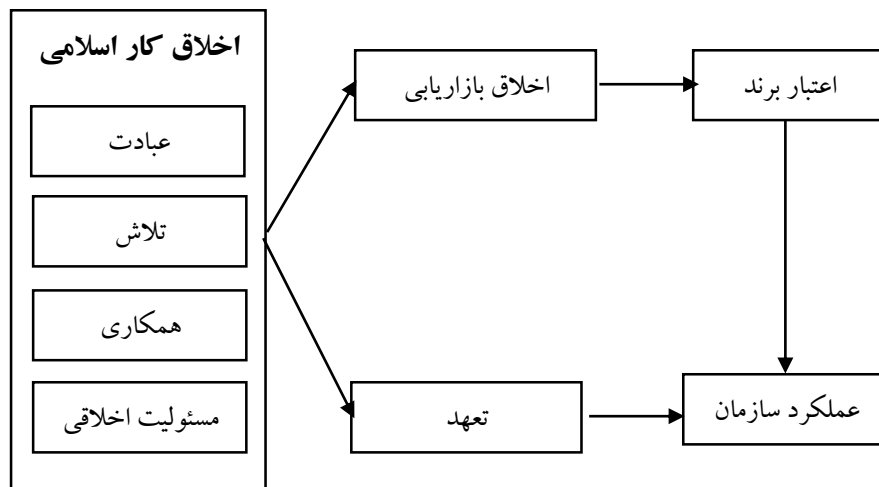 اخلاق کار اسلامی
عبادت
تلاش
همکاری
مسئولیت اخلاقی
اخلاق بازاریابی
اعتبار برند
تعهد
عملکرد سازمان